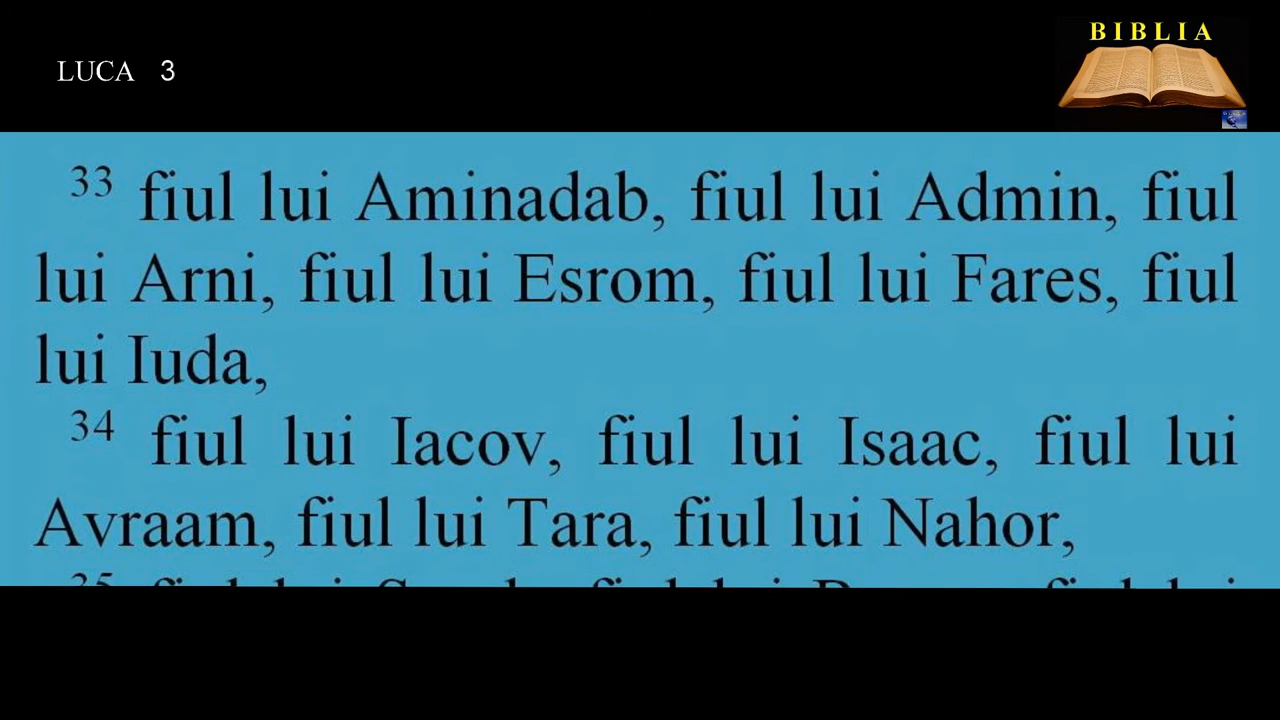 BIBLIA
LUCA 3
33 fiul lui Aminadab, fiul lui Admin, fiul
lui Arni, fiul lui Esrom, fiul lui Fares, fiul
lui Iuda,
34 fiul lui Iacov, fiul lui Isaac, fiul lui
Avraam, fiul lui Tara, fiul lui Nahor,